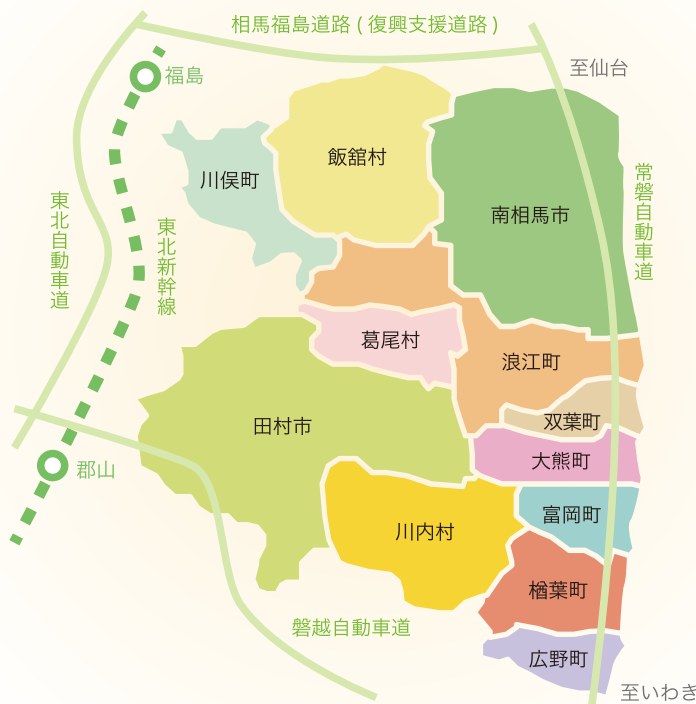 相馬福島道路(復興支援道路)
至仙台
福島
飯舘村
川俣町
南相馬市
常磐自動車道
東北自動車道
東北新幹線
葛尾村
浪江町
田村市
双葉町
大熊町
郡山
富岡町
川内村
楢葉町
磐越自動車道
広野町
至いわき